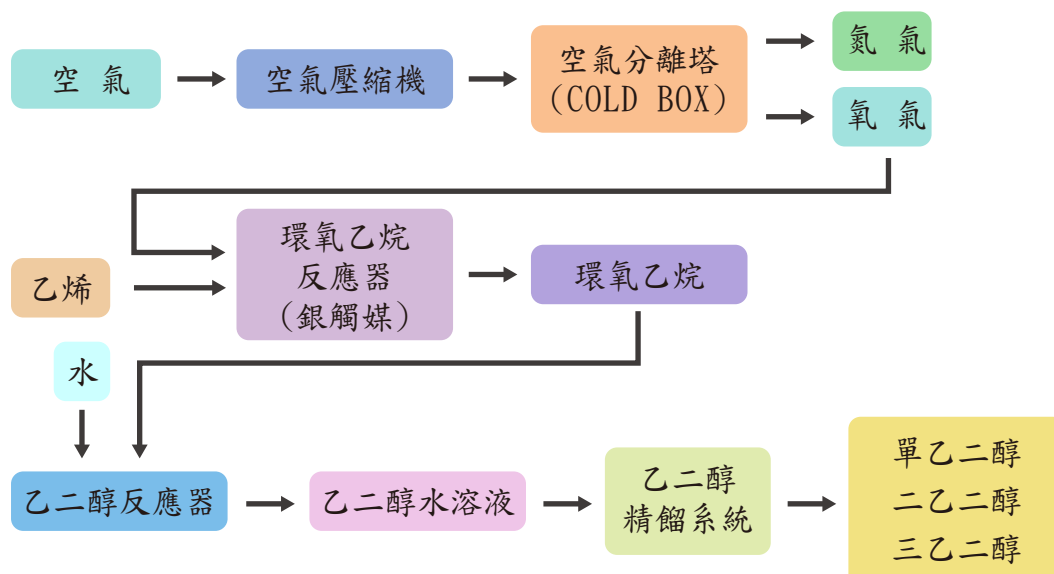 空氣
空氣壓縮機
空氣分離塔
(COLD BOX)
氮氣
氧氣
乙烯
環氧乙烷
反應器
(銀觸媒)
環氧乙烷
水
乙二醇反應器
乙二醇水溶液
乙二醇
精餾系統
單乙二醇
二乙二醇
三乙二醇